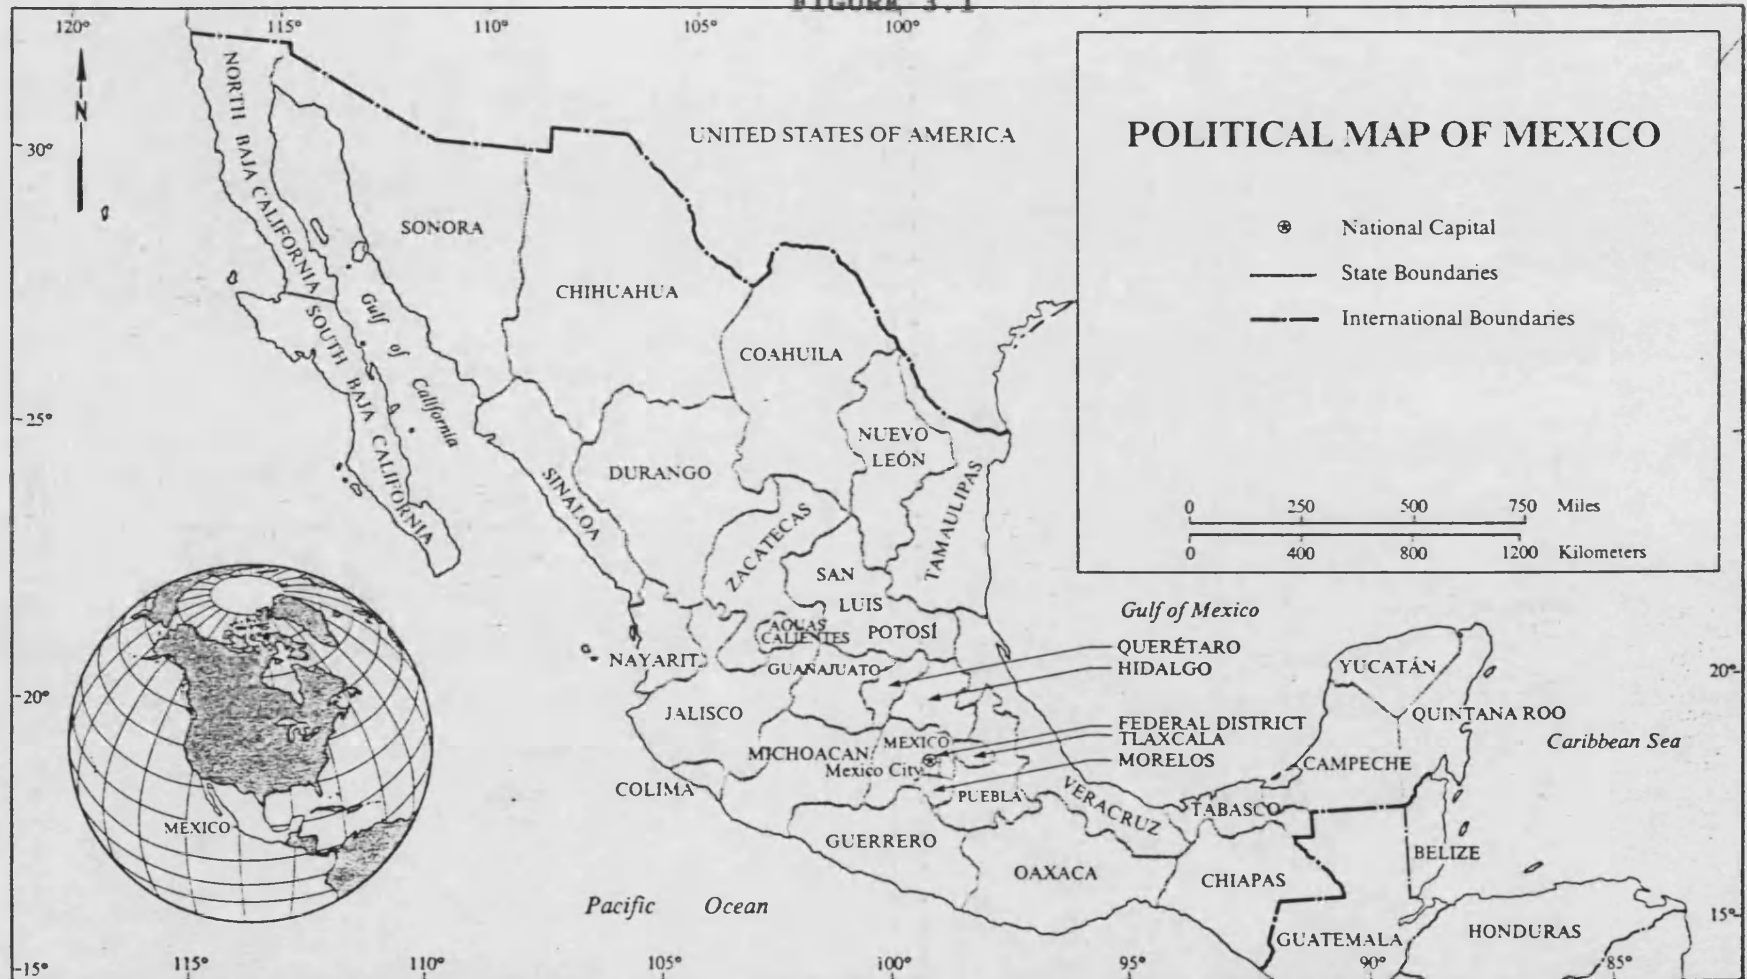 FIGURE 3.1
120° 115° 110° 105° 100°
N
30°
25°
20°
15°
UNITED STATES OF AMERICA
POLITICAL MAP OF MEXICO
National Capital
State Boundaries
International Boundaries
0 250 500 750 Miles
0 400 800 1200 Kilometers
NORTH BAJA CALIFORNIA
SOUTH BAJA CALIFORNIA
Gulf of California
SONORA
CHIHUAHUA
COAHUILA
NUEVO
LEÓN
TAMAULIPAS
DURANGO
SINALOA
ZACATECAS
SAN
LUIS
POTOSÍ
AGUAS
CALIENTES
NAYARIT
GUANAJUATO
JALISCO
MICHOACAN
COLIMA
MEXICO
Mexico City
PUEBLA
VERACRUZ
GUERRERO
OAXACA
CHIAPAS
TABASCO
CAMPECHE
YUCATÁN
QUINTANA ROO
Gulf of Mexico
QUERÉTARO
HIDALGO
FEDERAL DISTRICT
TLAXCALA
MORELOS
Caribbean Sea
BELIZE
GUATEMALA
HONDURAS
Pacific Ocean
MEXICO
20°
15°
115° 110° 105° 100° 95° 90° 85°